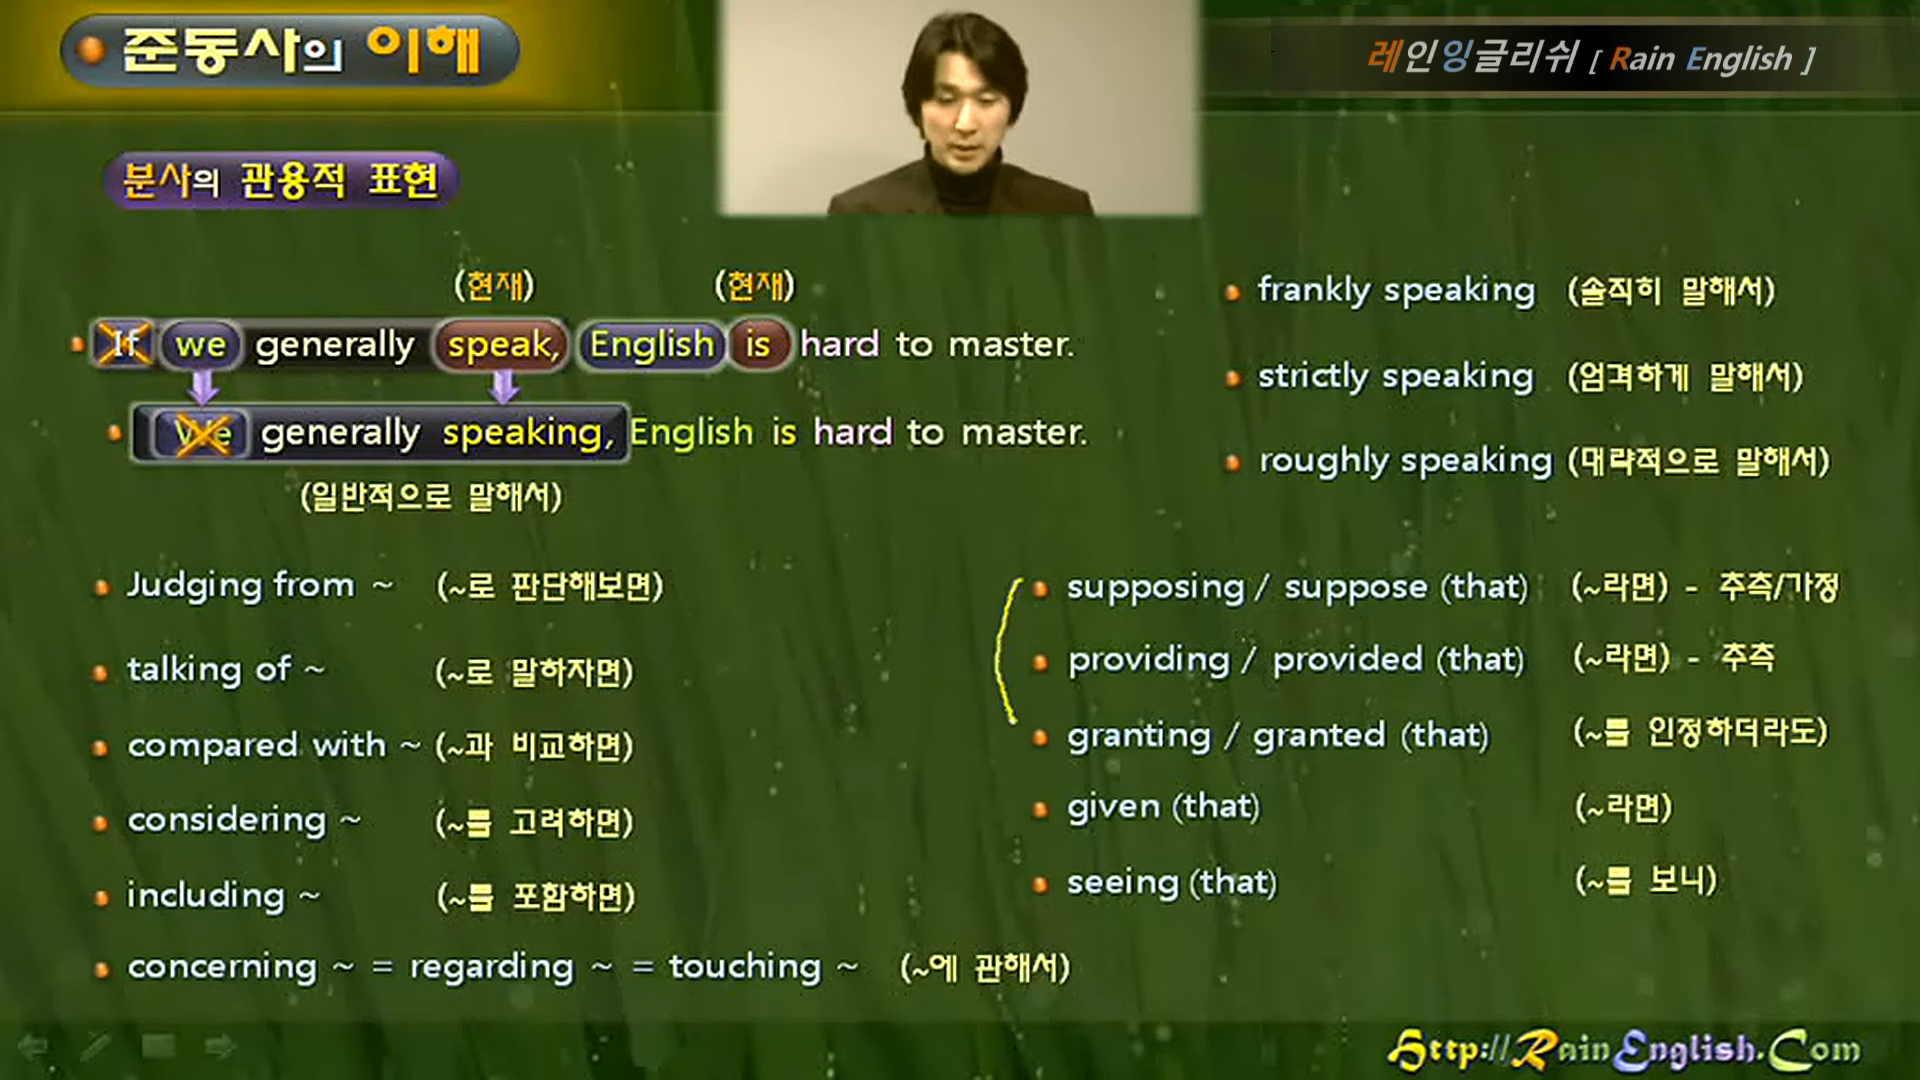 준동사의 이해
레인잉글리쉬 [ Rain English ]
분사의 관용적 표현
(현재) (현재)
If we generally speak, English is hard to master.
We generally speaking, English is hard to master.
(일반적으로 말해서)
frankly speaking (솔직히 말해서)
strictly speaking (엄격하게 말해서)
roughly speaking (대략적으로 말해서)
Judging from ~ (~로 판단해보면)
talking of ~ (~로 말하자면)
compared with ~ (~과 비교하면)
considering ~ (~를 고려하면)
including ~ (~를 포함하면)
concerning ~ = regarding ~ = touching ~ (~에 관해서)
supposing / suppose (that) (~라면) - 추측/가정
providing / provided (that) (~라면) - 추측
granting / granted (that) (~를 인정하더라도)
given (that) (~라면)
seeing (that) (~를 보니)
Http://RainEnglish.Com